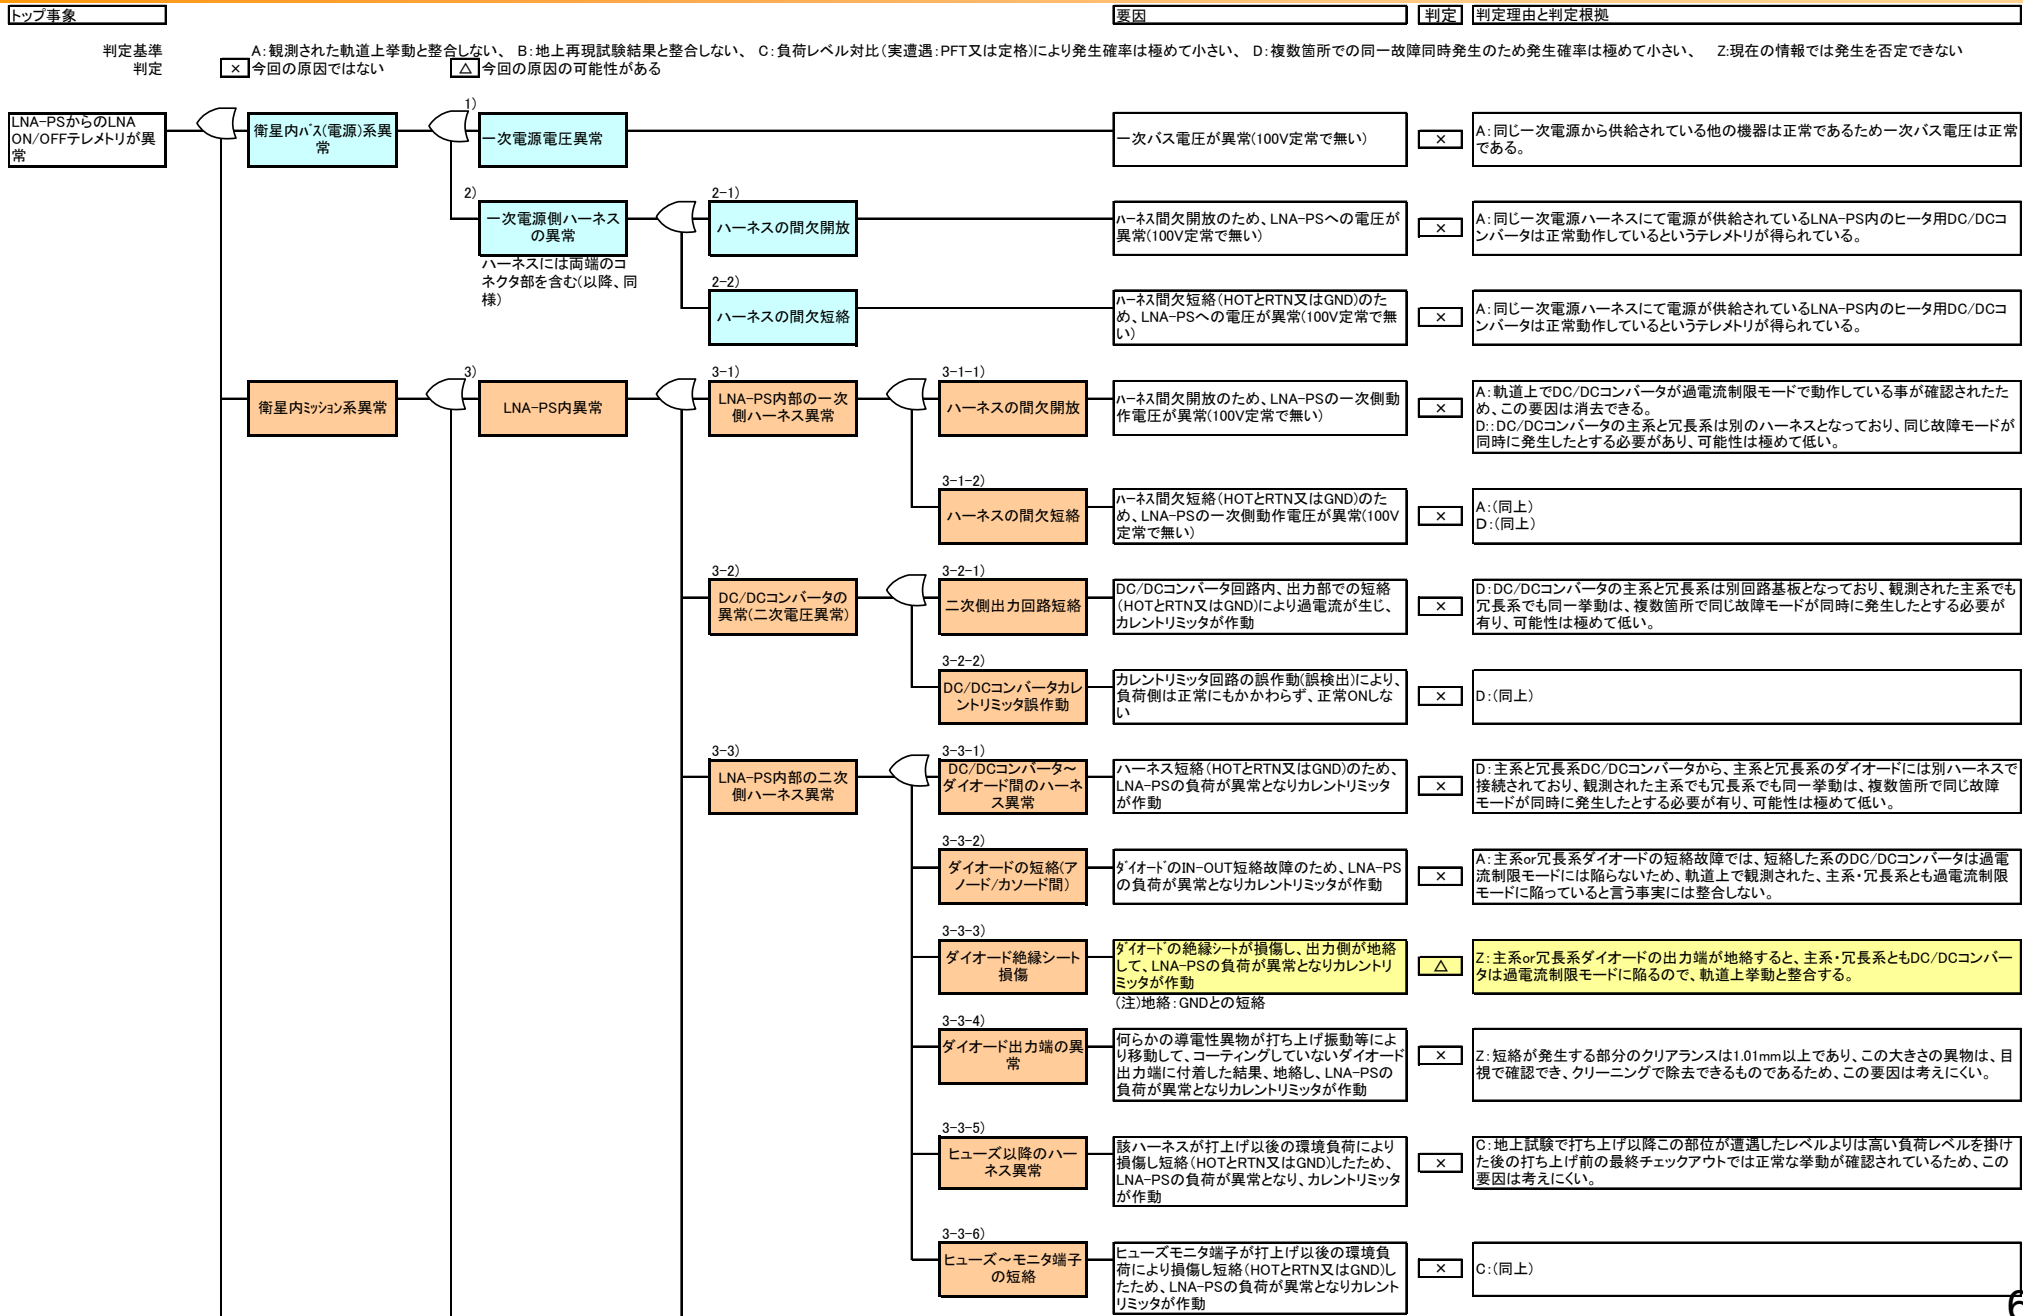 トップ事象
要因
判定
判定理由と判定根拠
判定基準
A:観測された軌道上挙動と整合しない、 B:地上再現試験結果と整合しない、 C:負荷レベル対比(実遭遇:PFT又は定格)により発生確率は極めて小さい、 D:複数箇所での同一故障同時発生のため発生確率は極めて小さい、 Z:現在の情報では発生を否定できない
判定
× 今回の原因ではない
△ 今回の原因の可能性がある
LNA-PSからのLNA
ON/OFFテレメトリが異
常
衛星内バス(電源)系異
常
1)
一次電源電圧異常
一次バス電圧が異常(100V定常で無い)
×
A:同じ一次電源から供給されている他の機器は正常であるため一次バス電圧は正常
である。
2)
一次電源側ハーネス
の異常
ハーネスには両端のコ
ネクタ部を含む(以降、同
様)
2-1)
ハーネスの間欠開放
ハーネス間欠開放のため、LNA-PSへの電圧が
異常(100V定常で無い)
×
A:同じ一次電源ハーネスにて電源が供給されているLNA-PS内のヒータ用DC/DCコ
ンバータは正常動作しているというテレメトリが得られている。
2-2)
ハーネスの間欠短絡
ハーネス間欠短絡(HOTとRTN又はGND)のた
め、LNA-PSへの電圧が異常(100V定常で無
い)
×
A:同じ一次電源ハーネスにて電源が供給されているLNA-PS内のヒータ用DC/DCコ
ンバータは正常動作しているというテレメトリが得られている。
衛星内ミッション系異常
3)
LNA-PS内異常
3-1)
LNA-PS内部の一次
側ハーネス異常
3-1-1)
ハーネスの間欠開放
ハーネス間欠開放のため、LNA-PSの一次側動
作電圧が異常(100V定常で無い)
×
A:軌道上でDC/DCコンバータが過電流制限モードで動作している事が確認されたた
め、この要因は消去できる。
D::DC/DCコンバータの主系と冗長系は別のハーネスとなっており、同じ故障モードが
同時に発生したとする必要があり、可能性は極めて低い。
3-1-2)
ハーネスの間欠短絡
ハーネス間欠短絡(HOTとRTN又はGND)のた
め、LNA-PSの一次側動作電圧が異常(100V
定常で無い)
×
A:(同上)
D:(同上)
3-2)
DC/DCコンバータの
異常(二次電圧異常)
3-2-1)
二次側出力回路短絡
DC/DCコンバータ回路内、出力部での短絡
(HOTとRTN又はGND)により過電流が生じ、
カレントリミッタが作動
×
D:DC/DCコンバータの主系と冗長系は別回路基板となっており、観測された主系でも
冗長系でも同一挙動は、複数箇所で同じ故障モードが同時に発生したとする必要が
有り、可能性は極めて低い。
3-2-2)
DC/DCコンバータカレ
ントリミッタ誤作動
カレントリミッタ回路の誤作動(誤検出)により、
負荷側は正常にもかかわらず、正常ONしな
い
×
D:(同上)
3-3)
LNA-PS内部の二次
側ハーネス異常
3-3-1)
DC/DCコンバータ～
ダイオード間のハーネ
ス異常
ハーネス短絡(HOTとRTN又はGND)のため、
LNA-PSの負荷が異常となりカレントリミッタ
が作動
×
D:主系と冗長系DC/DCコンバータから、主系と冗長系のダイオードには別ハーネスで
接続されており、観測された主系でも冗長系でも同一挙動は、複数箇所で同じ故障
モードが同時に発生したとする必要が有り、可能性は極めて低い。
3-3-2)
ダイオードの短絡(ア
ノード/カソード間)
ダイオードのIN-OUT短絡故障のため、LNA-PS
の負荷が異常となりカレントリミッタが作動
×
A:主系or冗長系ダイオードの短絡故障では、短絡した系のDC/DCコンバータは過電
流制限モードには陥らないため、軌道上で観測された、主系・冗長系とも過電流制限
モードに陥っていると言う事実には整合しない。
3-3-3)
ダイオード絶縁シート
損傷
ダイオードの絶縁シートが損傷し、出力側が地絡
して、LNA-PSの負荷が異常となりカレントリ
ミッタが作動
(注)地絡:GNDとの短絡
△
Z:主系or冗長系ダイオードの出力端が地絡すると、主系・冗長系ともDC/DCコンバー
タは過電流制限モードに陥るので、軌道上挙動と整合する。
3-3-4)
ダイオード出力端の異
常
何らかの導電性異物が打ち上げ振動等によ
り移動して、コーティングしていないダイオード
出力端に付着した結果、地絡し、LNA-PSの
負荷が異常となりカレントリミッタが作動
×
Z:短絡が発生する部分のクリアランスは1.01mm以上であり、この大きさの異物は、目
視で確認でき、クリーニングで除去できるものであるため、この要因は考えにくい。
3-3-5)
ヒューズ以降のハー
ネス異常
該ハーネスが打上げ以後の環境負荷により
損傷し短絡(HOTとRTN又はGND)したため、
LNA-PSの負荷が異常となり、カレントリミッタ
が作動
×
C:地上試験で打ち上げ以降この部位が遭遇したレベルよりは高い負荷レベルを掛け
た後の打ち上げ前の最終チェックアウトでは正常な挙動が確認されているため、この
要因は考えにくい。
3-3-6)
ヒューズ～モニタ端子
の短絡
ヒューズモニタ端子が打上げ以後の環境負
荷により損傷し短絡(HOTとRTN又はGND)し
たため、LNA-PSの負荷が異常となりカレント
リミッタが作動
×
C:(同上)
6